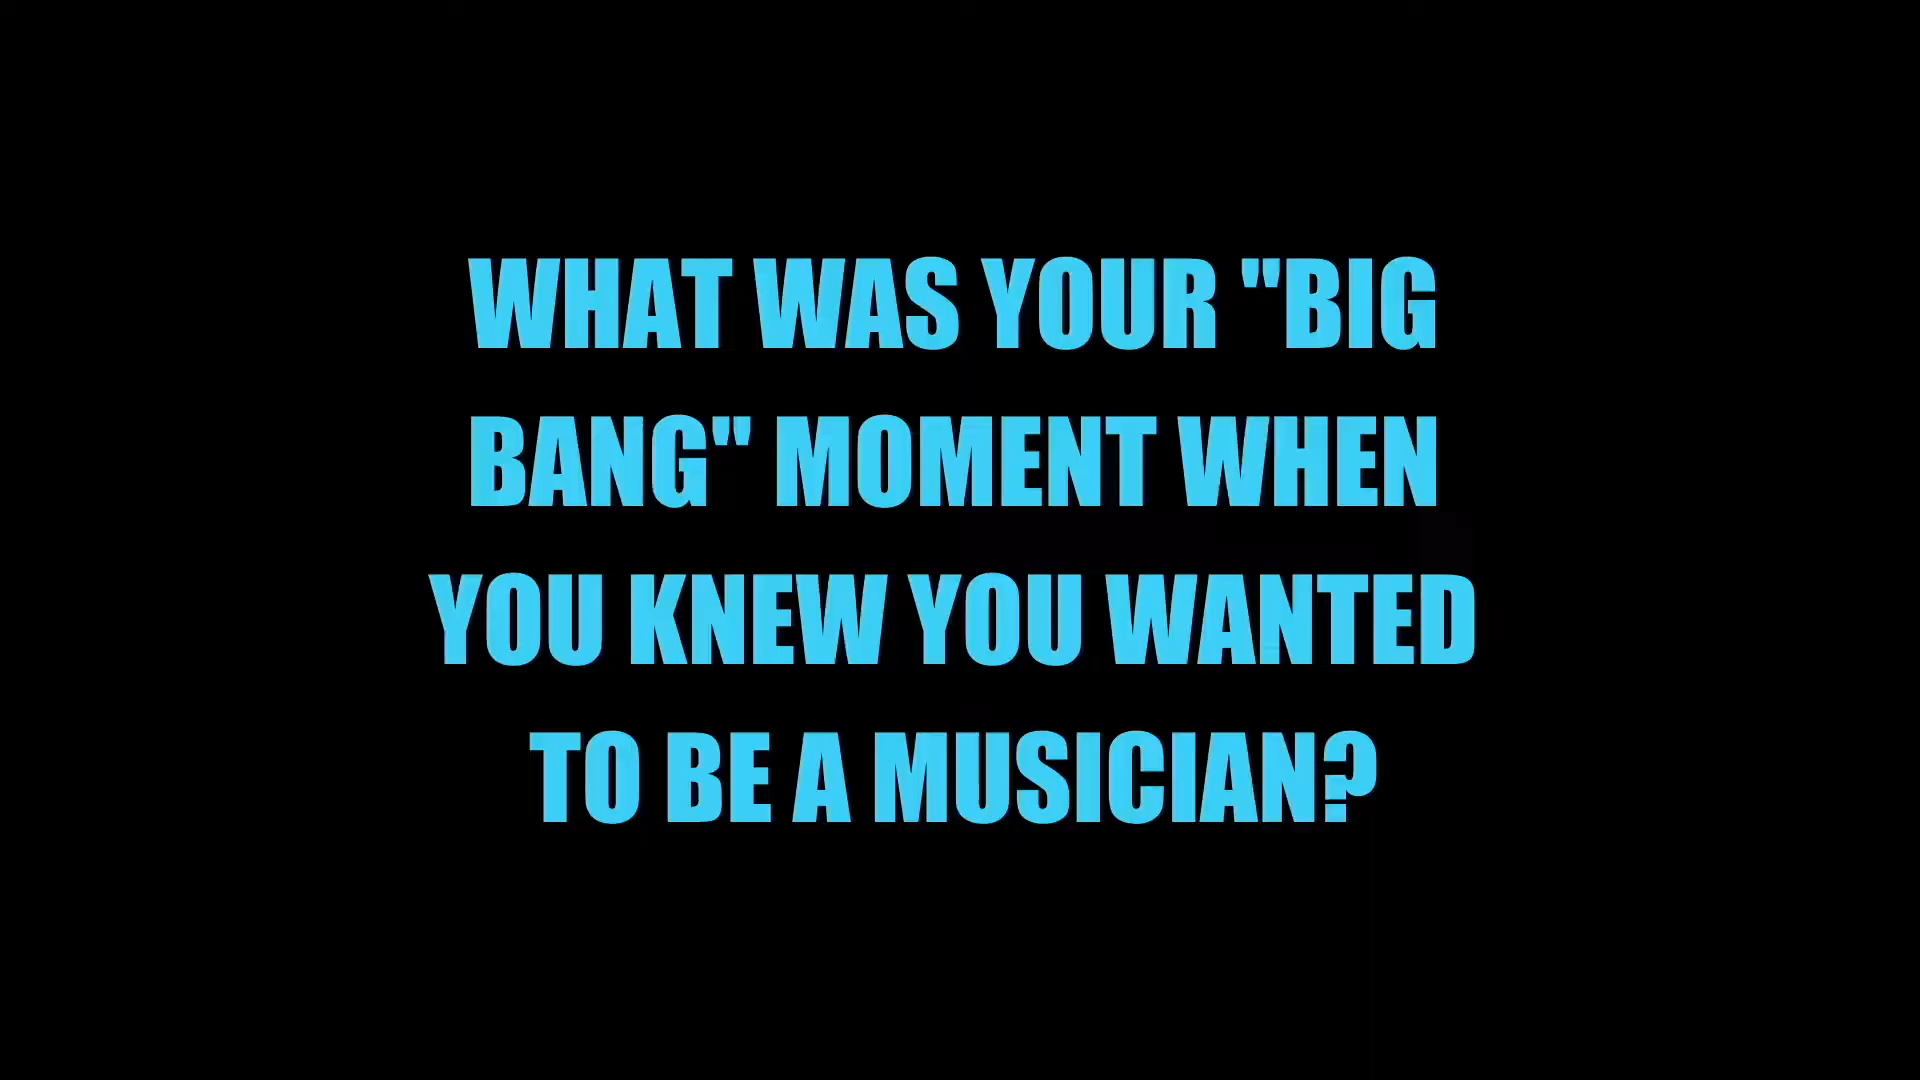 WHAT WAS YOUR "BIG
BANG" MOMENT WHEN
YOU KNEW YOU WANTED
TO BE A MUSICIAN?